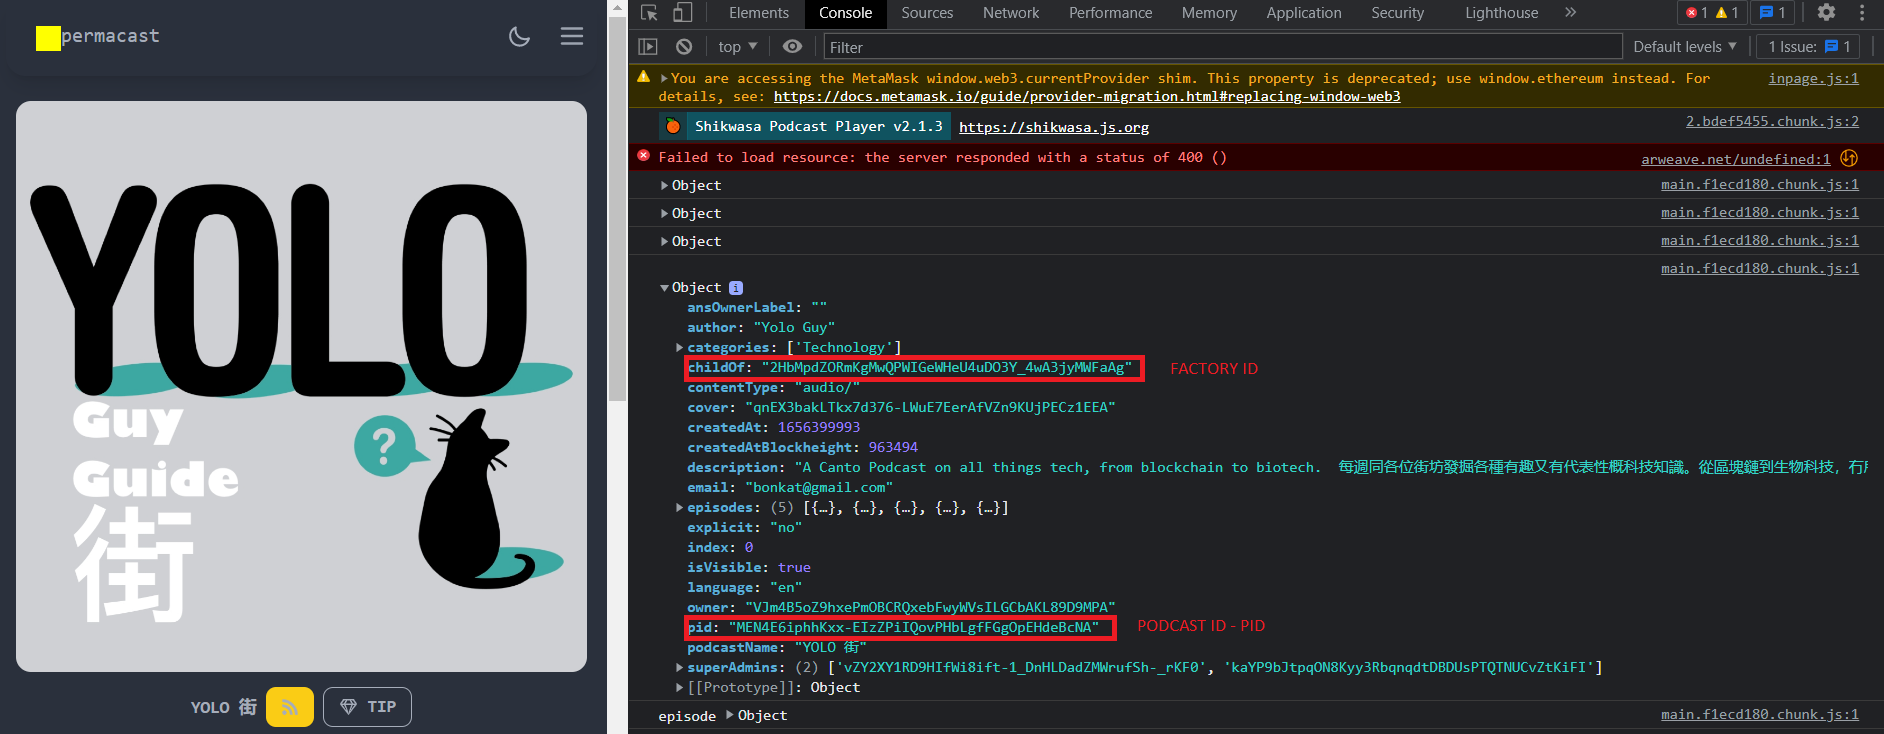 permacast
YOLO
Guy
Guide
街
?
YOLO 街
TIP
Elements Console Sources Network Performance Memory Application Security Lighthouse » 1 1 1
top Filter Default levels 1 Issue: 1
You are accessing the MetaMask window.web3.currentProvider shim. This property is deprecated; use window.ethereum instead. For inpage.js:1
details, see: https://docs.metamask.io/guide/provider-migration.html#replacing-window-web3
Shikwasa Podcast Player v2.1.3 https://shikwasa.js.org 2.bdef5455.chunk.js:2
Failed to load resource: the server responded with a status of 400 () arweave.net/undefined:1
Object main.f1ecd180.chunk.js:1
Object main.f1ecd180.chunk.js:1
Object main.f1ecd180.chunk.js:1
main.f1ecd180.chunk.js:1
Object i
ansOwnerLabel: ""
author: "Yolo Guy"
categories: ['Technology']
childOf: "2HbMpdZORmKgMwQPWIGeWHeU4uDO3Y_4wA3jyMWFaAg" FACTORY ID
contentType: "audio/"
cover: "qnEX3bakLTkx7d376-LWuE7EerAfVZn9KUjPECz1EEA"
createdAt: 1656399993
createdAtBlockheight: 963494
description: "A Canto Podcast on all things tech, from blockchain to biotech. 每週同各位街坊發掘各種有趣又有代表性概科技知識。從區塊鏈到生物科技，冇
email: "bonkat@gmail.com"
episodes: (5) [{…}, {…}, {…}, {…}, {…}]
explicit: "no"
index: 0
isVisible: true
language: "en"
owner: "VJm4B5oZ9hxePmOBCRQxebFwyWVsILGCbAKL89D9MPA"
pid: "MEN4E6iphhKxx-EIzZPiIQovPHbLgfFGgOpEHdeBcNA" PODCAST ID - PID
podcastName: "YOLO 街"
superAdmins: (2) ['vZY2XY1RD9HIfWi8ift-1_DnHLDadZMWrufSh-_rKF0', 'kaYP9bJtpqON8Kyy3RbqnqdtDBDUsPTQTNUCvZtKiFI']
[[Prototype]]: Object
episode Object main.f1ecd180.chunk.js:1